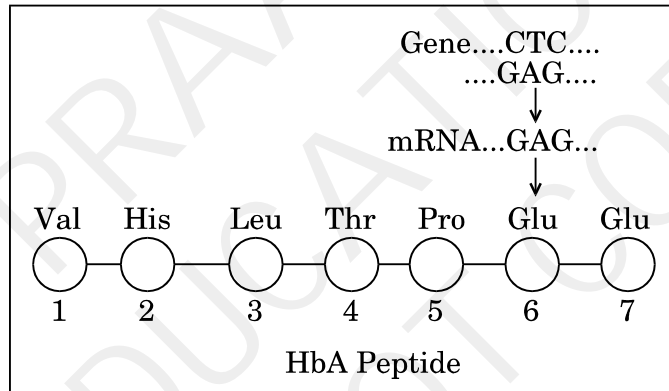 Gene....CTC....
....GAG....
mRNA...GAG...
Val His Leu Thr Pro Glu Glu
1 2 3 4 5 6 7
HbA Peptide